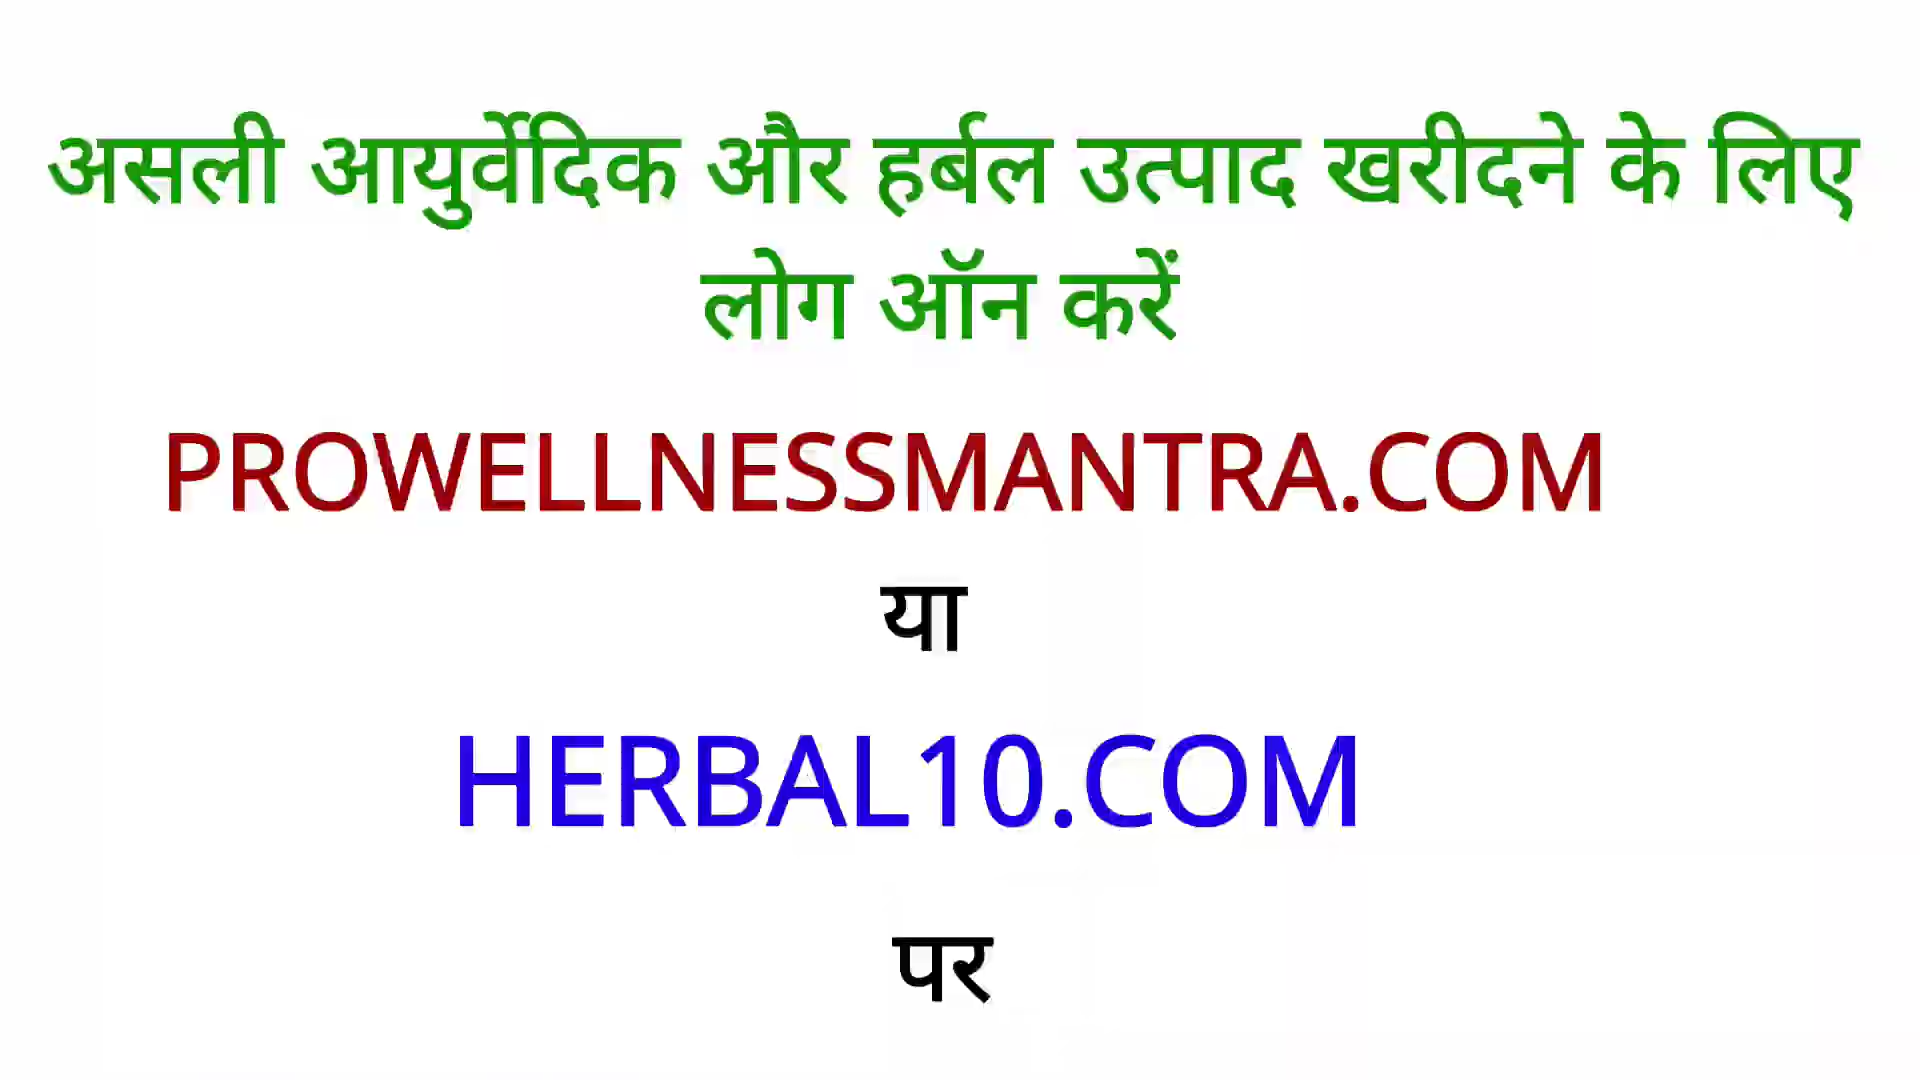 असली आयुर्वेदिक और हर्बल उत्पाद खरीदने के लिए
लोग ऑन करें
PROWELLNESSMANTRA.COM
या
HERBAL10.COM
पर